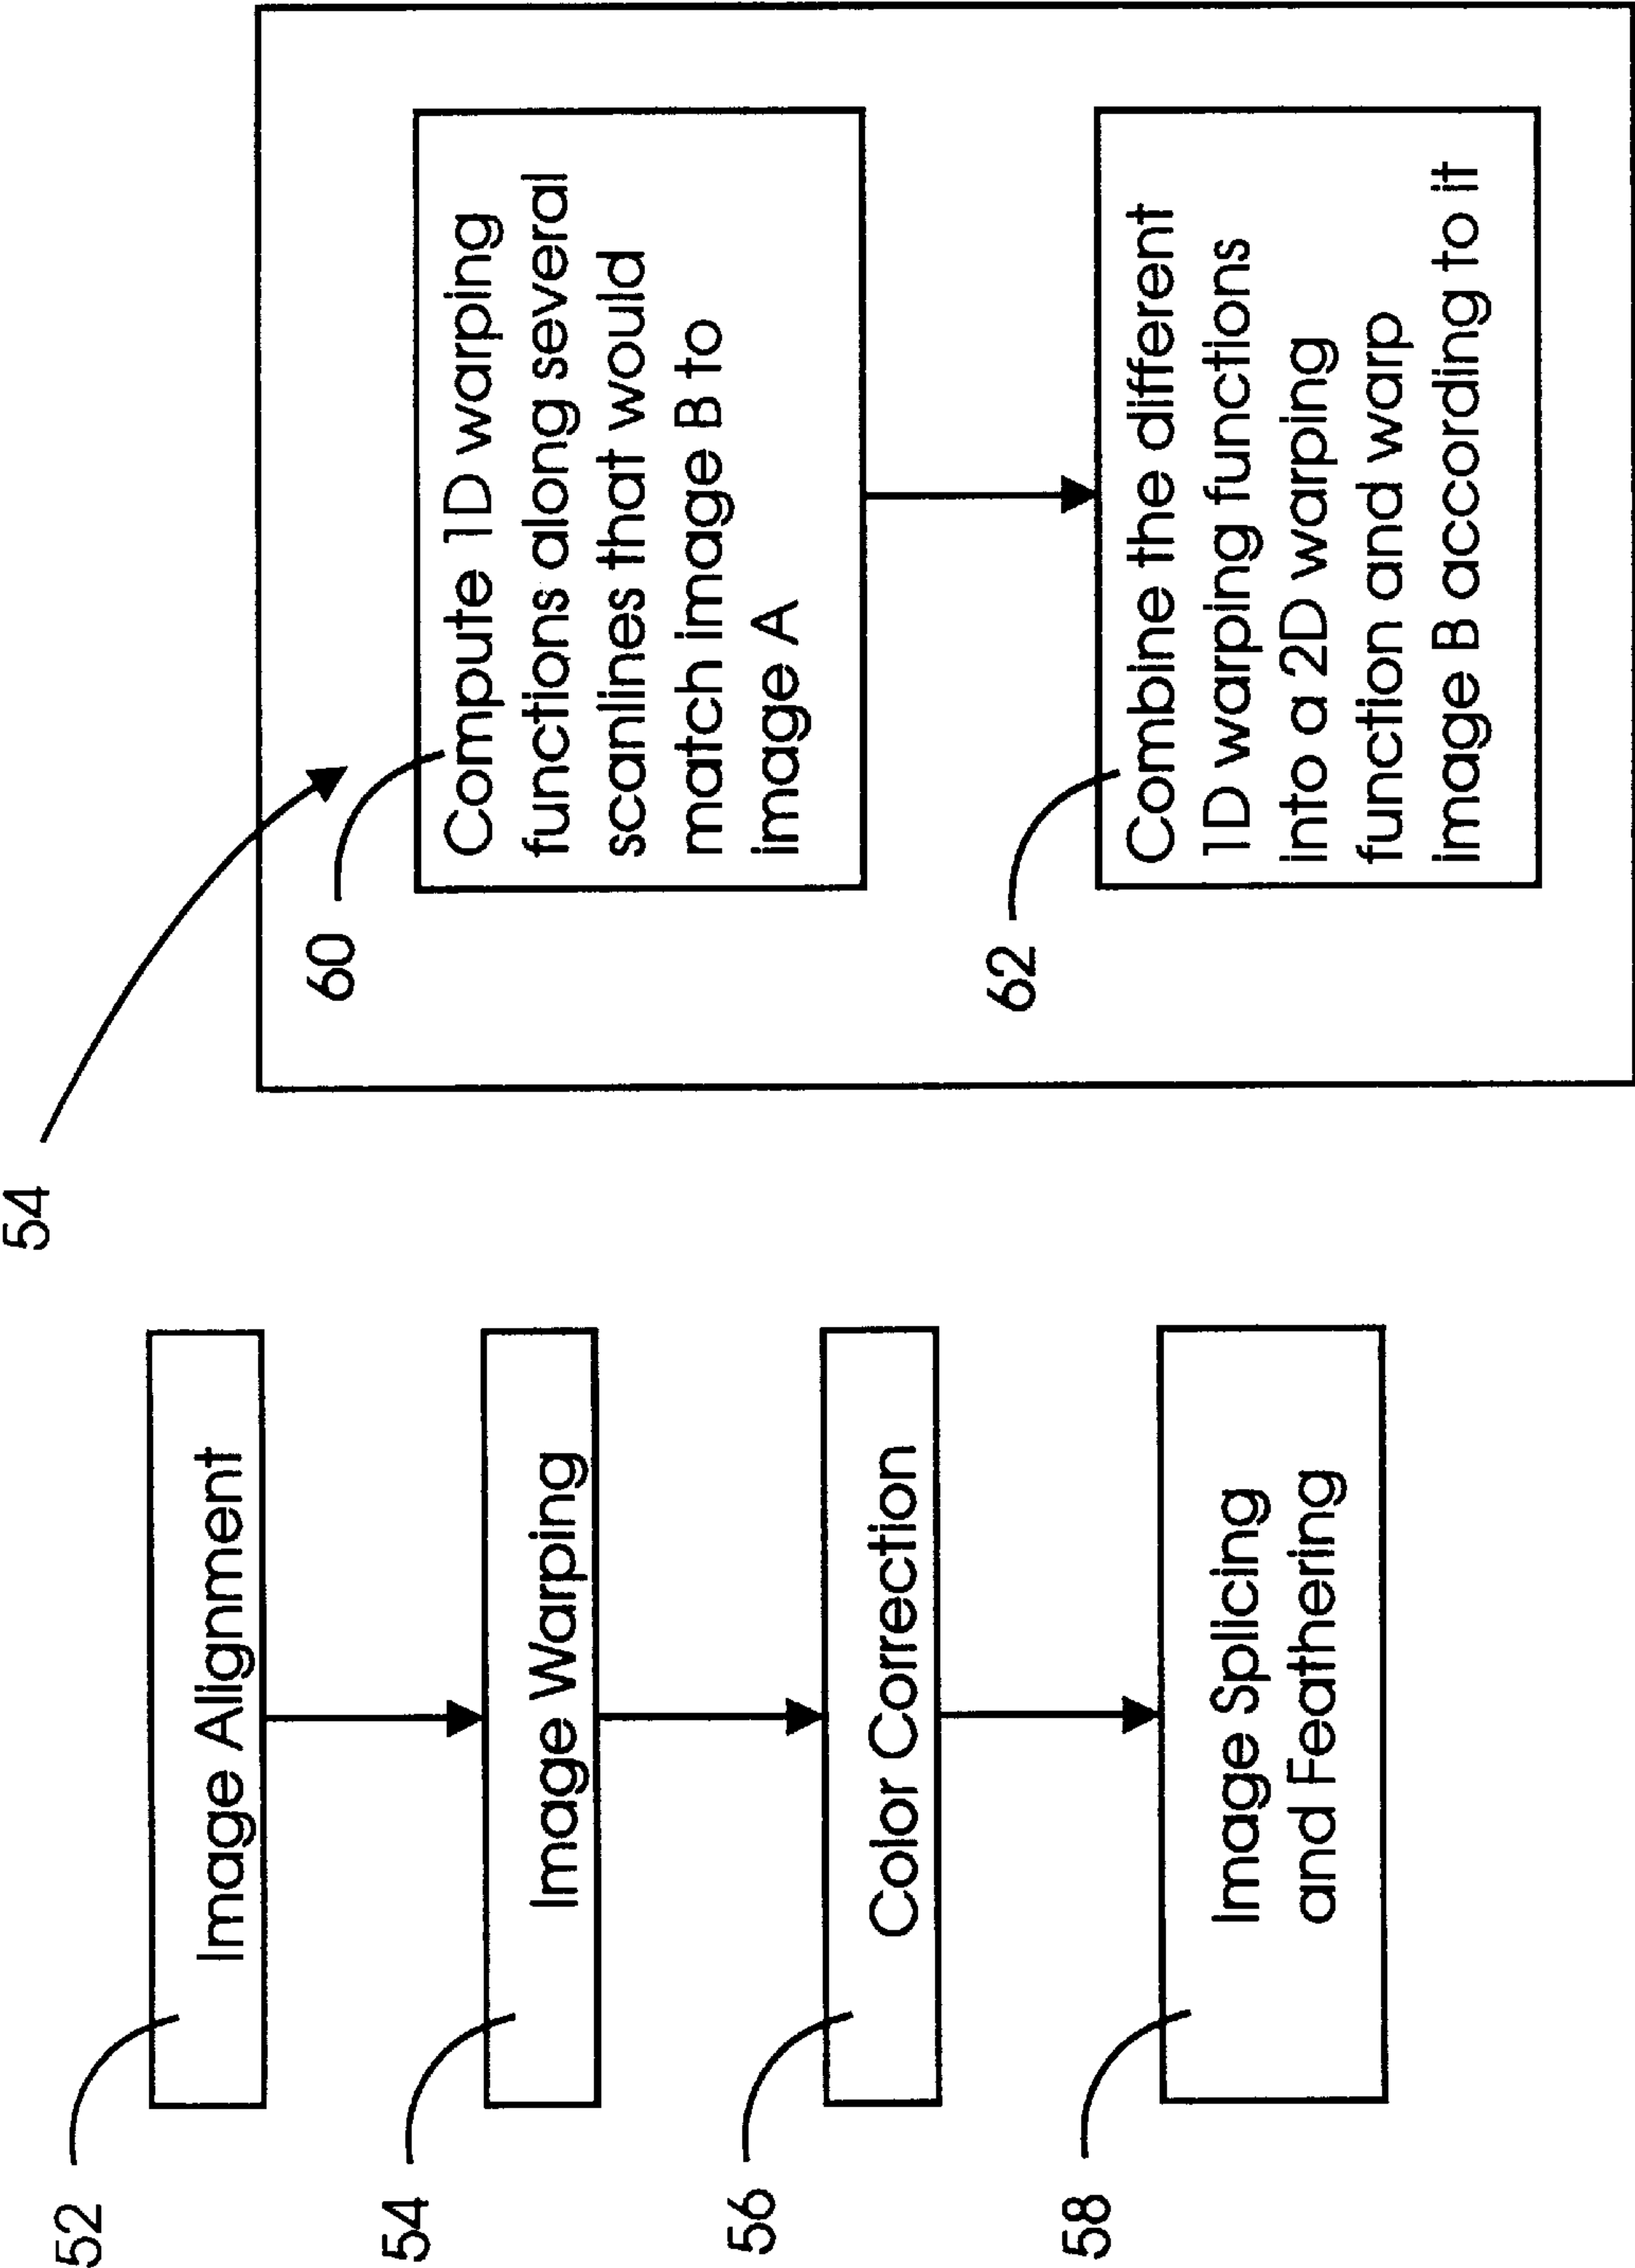 52
Image Alignment
54
Image Warping
56
Color Correction
58
Image Splicing
and Feathering
54
60
Compute 1D warping
functions along several
scanlines that would
match image B to
image A
62
Combine the different
1D warping functions
into a 2D warping
function and warp
image B according to it